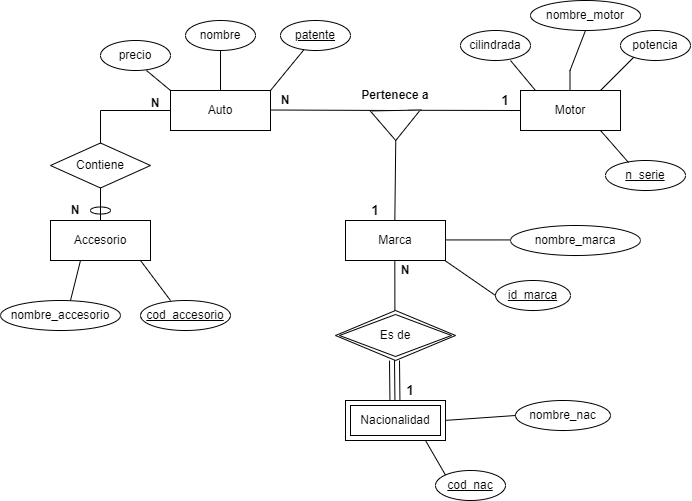 nombre_motor
nombre
patente
cilindrada
potencia
precio
Pertenece a
N
Auto
N
1
Motor
Contiene
n_serie
N
1
Accesorio
Marca
nombre_marca
N
id_marca
nombre_accesorio
cod_accesorio
Es de
1
Nacionalidad
nombre_nac
cod_nac